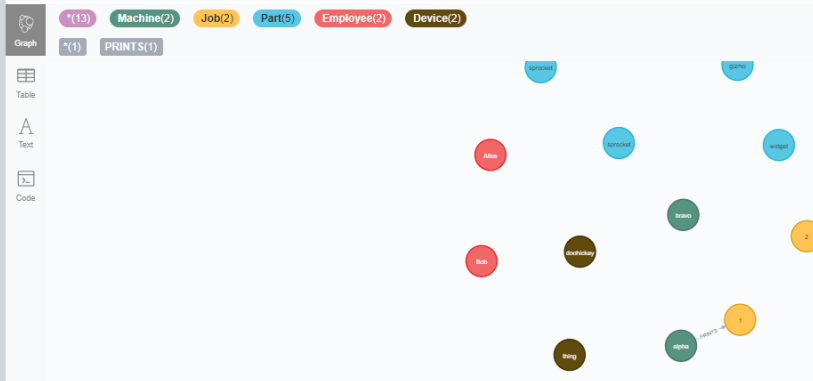 *(13) Machine(2) Job(2) Part(5) Employee(2) Device(2)
Graph
*(1) PRINTS(1)
sprocket gizmo
Table
Text
sprocket widget
Alice
Code
bravo
2
doohickey
Bob
1
PRINTS
alpha
thing